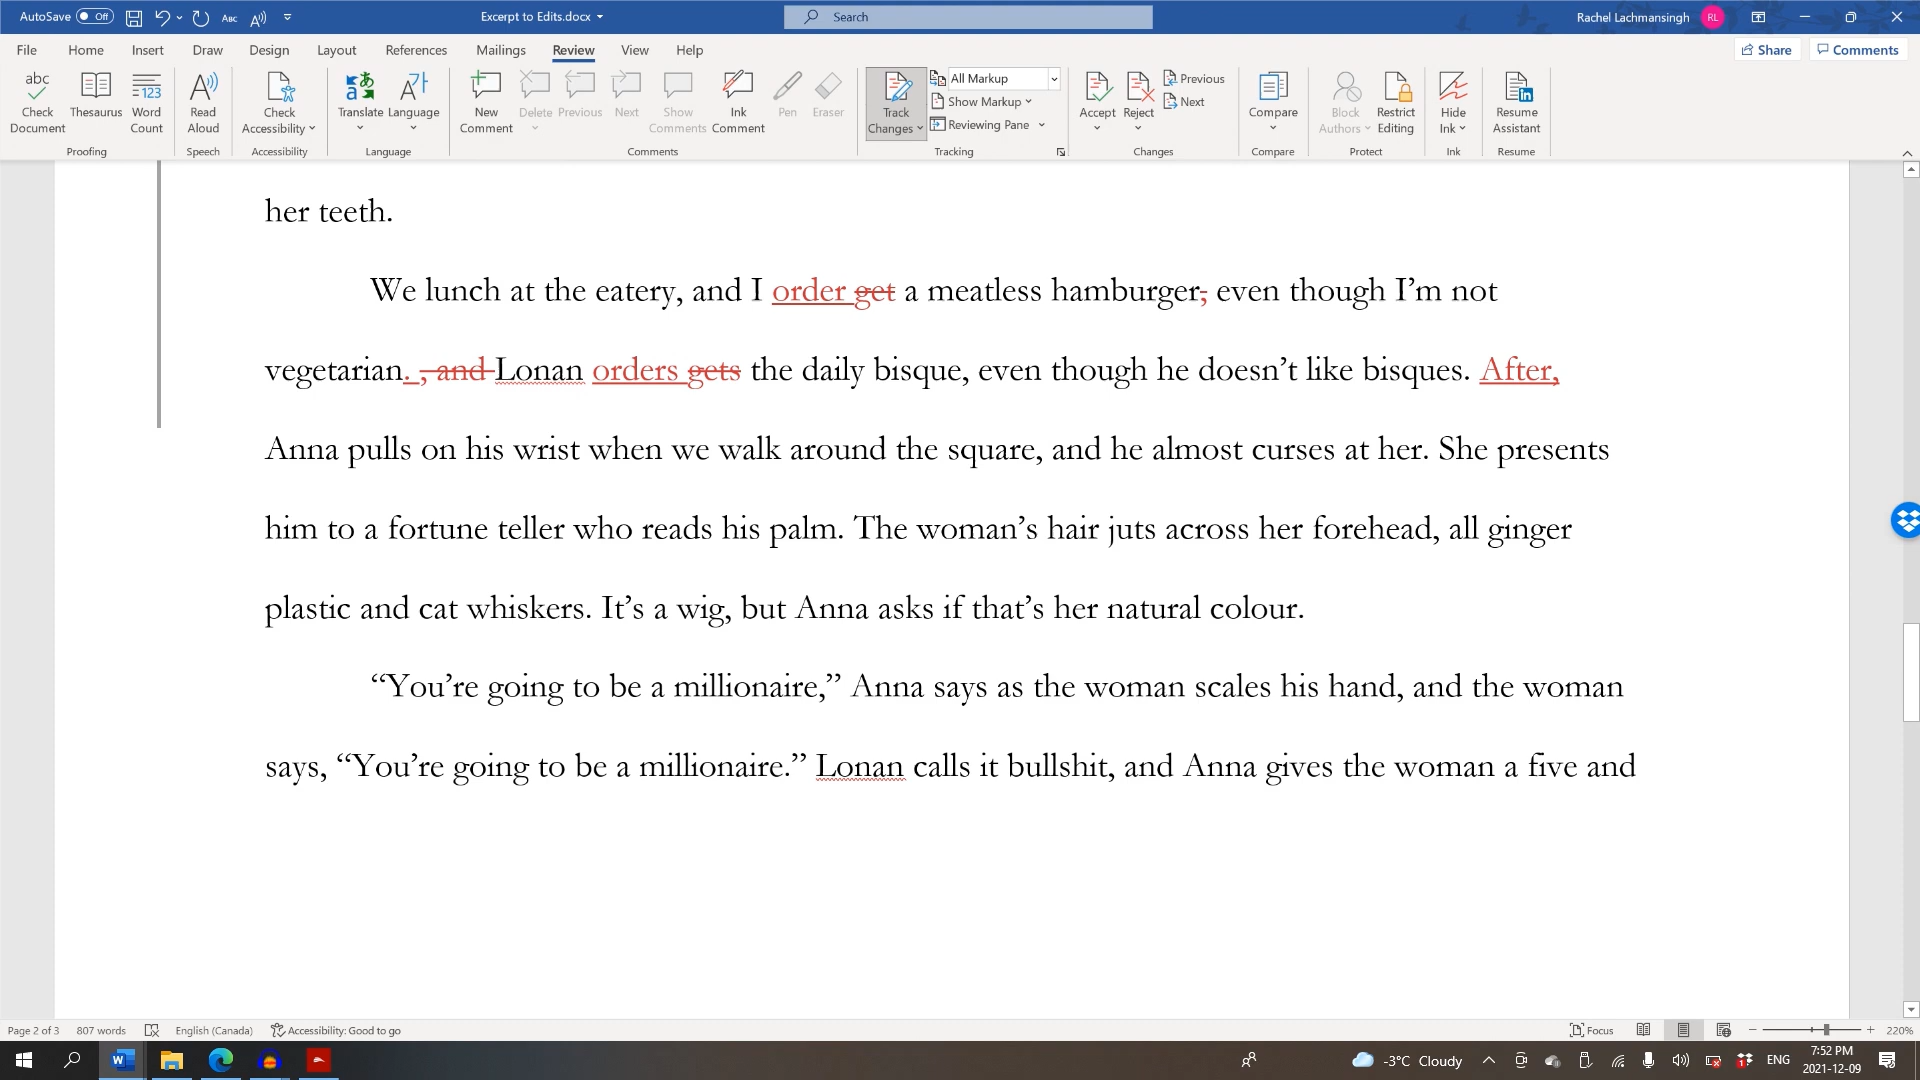 AutoSave Off Abc A Excerpt to Edits.docx Search Rachel Lachmansingh RL
File Home Insert Draw Design Layout References Mailings Review View Help Share Comments
abc Check Document
Thesaurus
123 Word Count
Proofing
Read Aloud
Speech
Check Accessibility
Accessibility
Translate
Language
Language
New Comment
Delete
Previous
Next
Show Comments
Ink Comment
Pen
Eraser
Comments
Track Changes
All Markup
Show Markup
Reviewing Pane
Tracking
Accept
Reject
Previous
Next
Changes
Compare
Compare
Block Authors
Restrict Editing
Protect
Hide Ink
Ink
Resume Assistant
Resume
her teeth.
We lunch at the eatery, and I order get a meatless hamburger, even though I’m not
vegetarian. , and Lonan orders gets the daily bisque, even though he doesn’t like bisques. After,
Anna pulls on his wrist when we walk around the square, and he almost curses at her. She presents
him to a fortune teller who reads his palm. The woman’s hair juts across her forehead, all ginger
plastic and cat whiskers. It’s a wig, but Anna asks if that’s her natural colour.
“You’re going to be a millionaire,” Anna says as the woman scales his hand, and the woman
says, “You’re going to be a millionaire.” Lonan calls it bullshit, and Anna gives the woman a five and
Page 2 of 3 807 words English (Canada) Accessibility: Good to go Focus 220%
-3°C Cloudy ENG 7:52 PM
2021-12-09